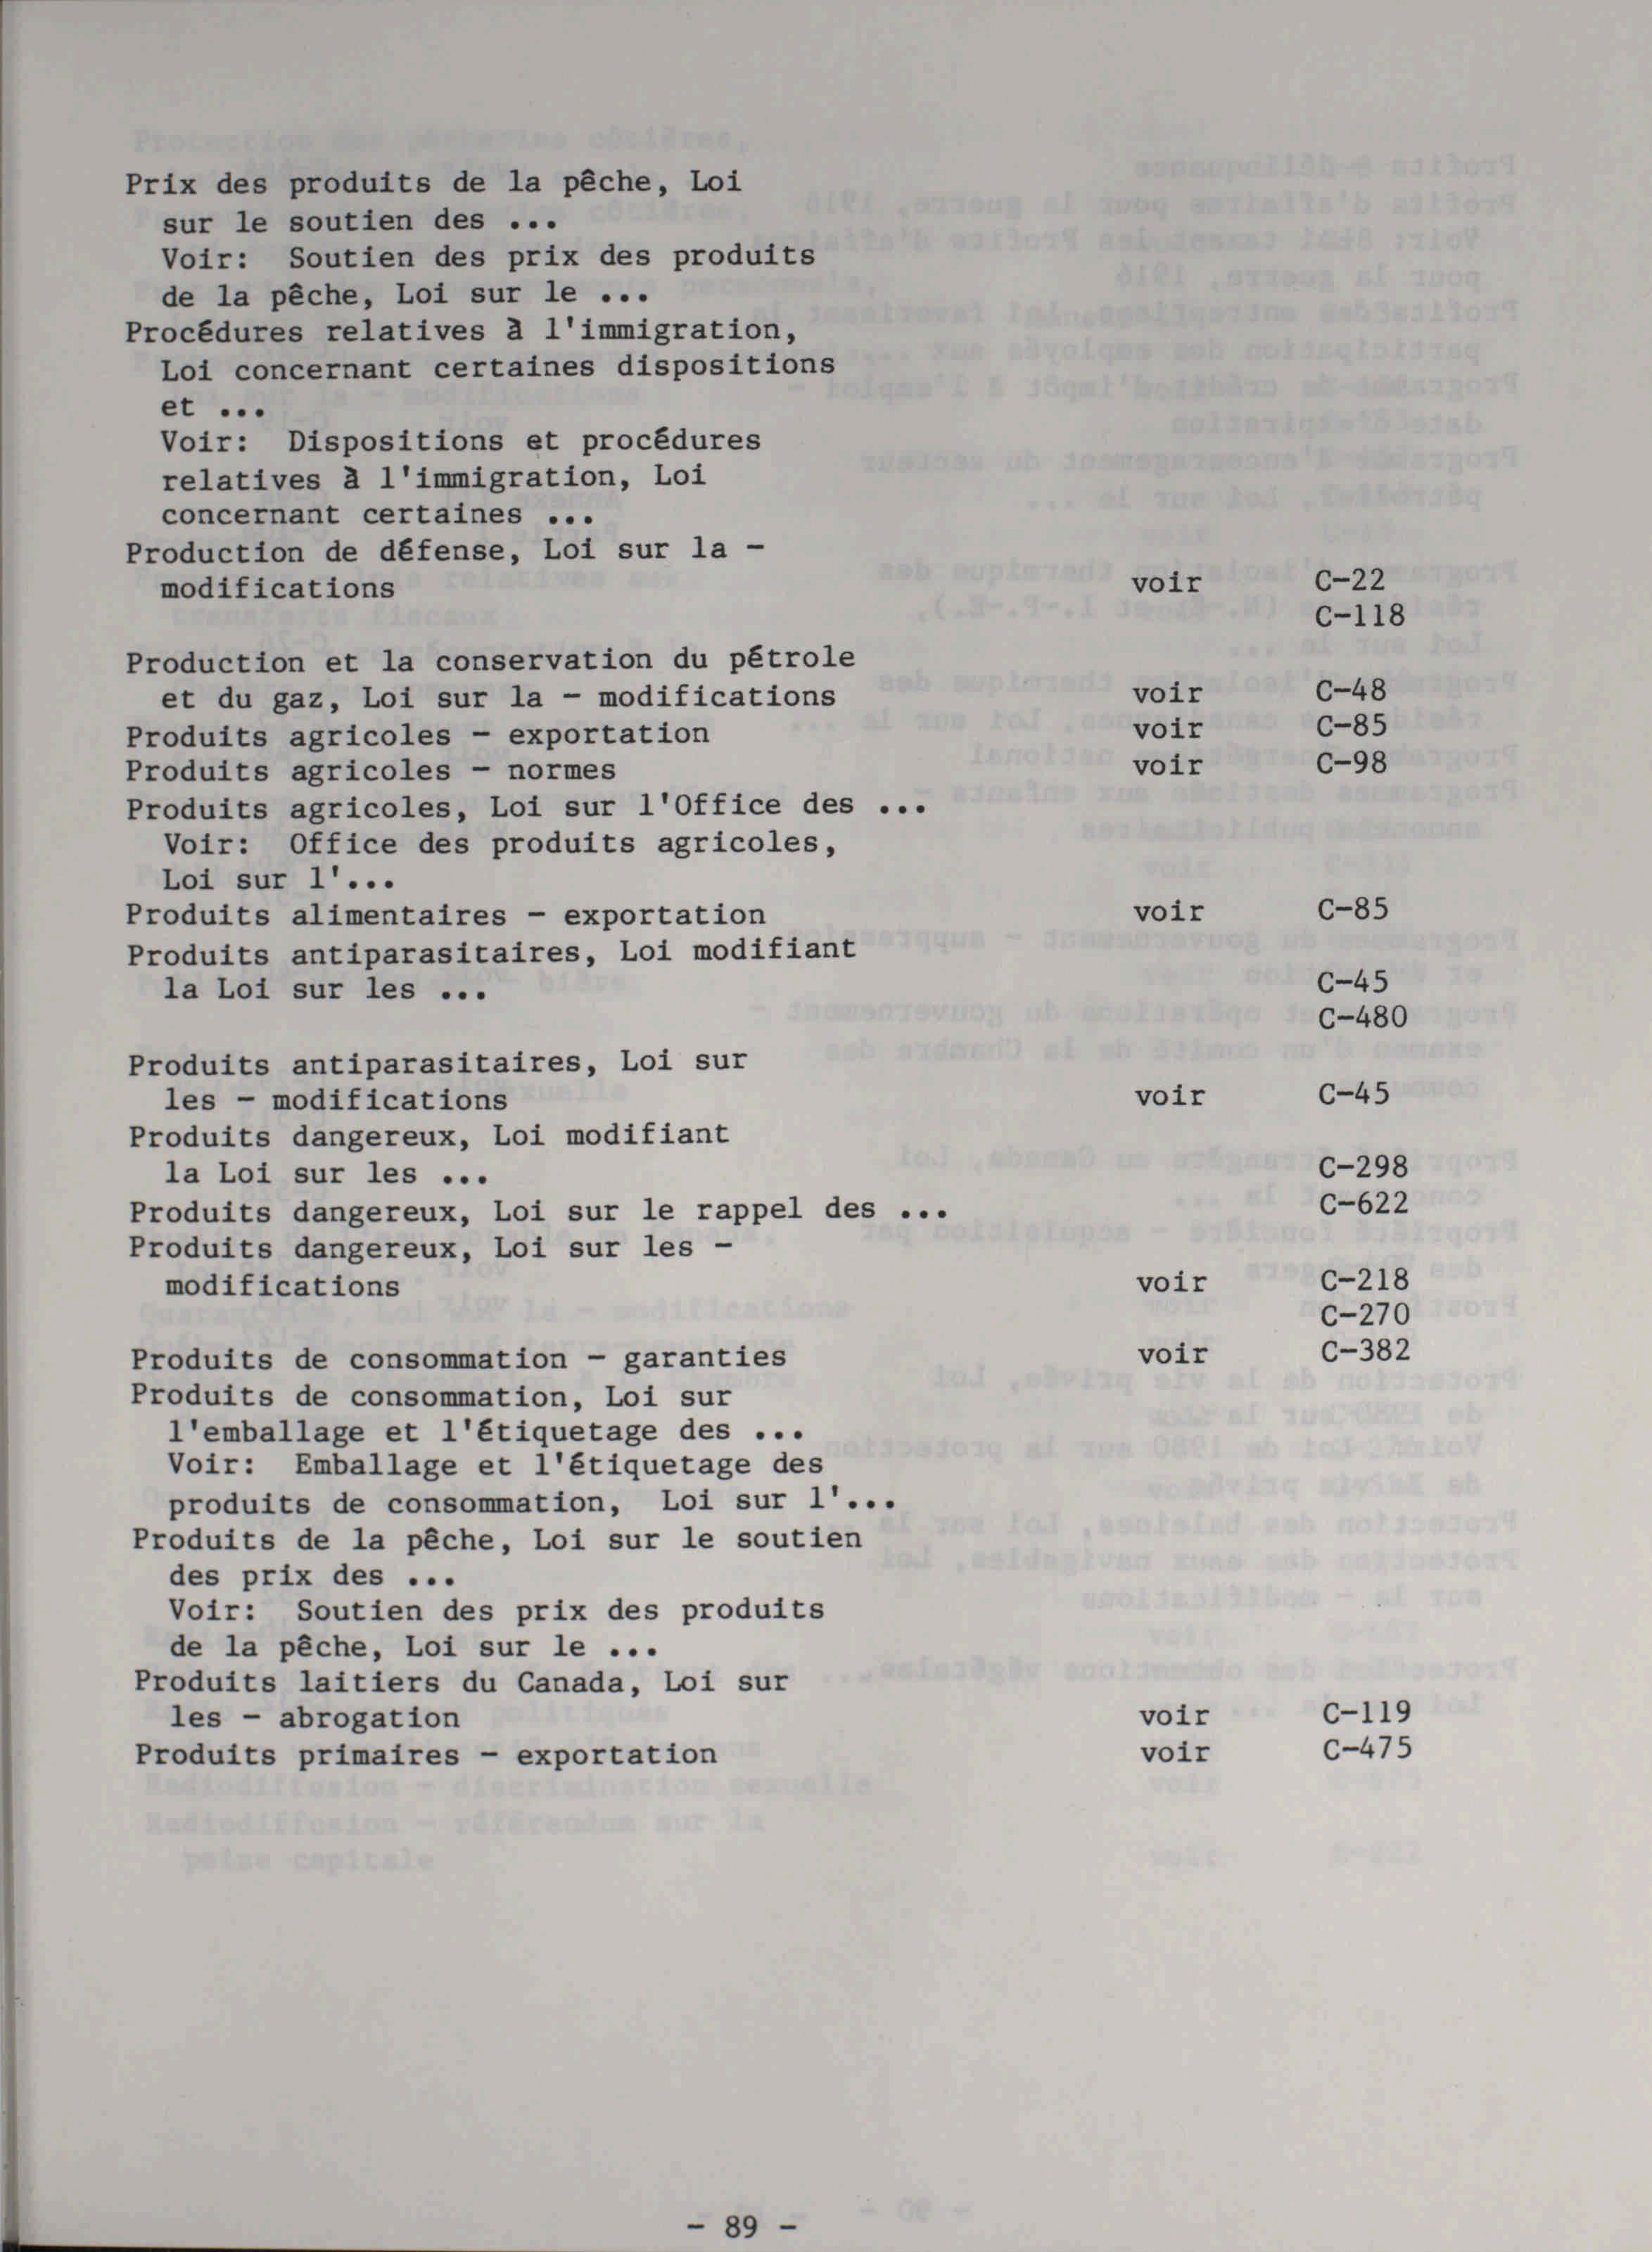 Prix des produits de la pêche, Loi
sur le soutien des ...
Voir: Soutien des prix des produits
de la pêche, Loi sur le ...
Procédures relatives à l'immigration,
Loi concernant certaines dispositions
et ...
Voir: Dispositions et procédures
relatives à l'immigration, Loi
concernant certaines ...
Production de défense, Loi sur la -
modifications voir C-22
C-118
Production et la conservation du pétrole
et du gaz, Loi sur la - modifications voir C-48
Produits agricoles - exportation voir C-85
Produits agricoles - normes voir C-98
Produits agricoles, Loi sur l'Office des ...
Voir: Office des produits agricoles,
Loi sur l'...
Produits alimentaires - exportation voir C-85
Produits antiparasitaires, Loi modifiant
la Loi sur les ... C-45
C-480
Produits antiparasitaires, Loi sur
les - modifications voir C-45
Produits dangereux, Loi modifiant
la Loi sur les ... C-298
Produits dangereux, Loi sur le rappel des ... C-622
Produits dangereux, Loi sur les -
modifications voir C-218
C-270
Produits de consommation - garanties voir C-382
Produits de consommation, Loi sur
l'emballage et l'étiquetage des ...
Voir: Emballage et l'étiquetage des
produits de consommation, Loi sur l'...
Produits de la pêche, Loi sur le soutien
des prix des ...
Voir: Soutien des prix des produits
de la pêche, Loi sur le ...
Produits laitiers du Canada, Loi sur
les - abrogation voir C-119
Produits primaires - exportation voir C-475
- 89 -